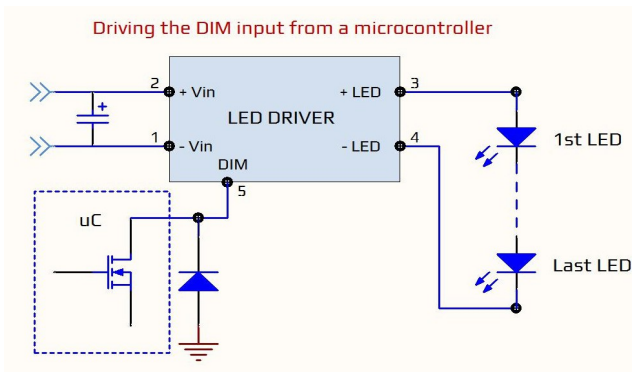 Driving the DIM input from a microcontroller
2 3
+ Vin + LED
LED DRIVER
1 4
- Vin - LED
DIM
5
1st LED
uC
Last LED
+